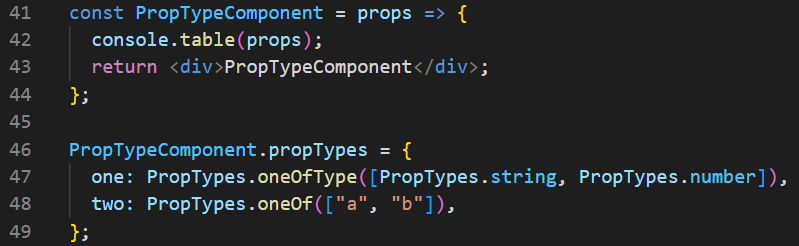 41 const PropTypeComponent = props => {
42   console.table(props);
43   return <div>PropTypeComponent</div>;
44 };
45
46 PropTypeComponent.propTypes = {
47   one: PropTypes.oneOfType([PropTypes.string, PropTypes.number]),
48   two: PropTypes.oneOf(["a", "b"]),
49 };